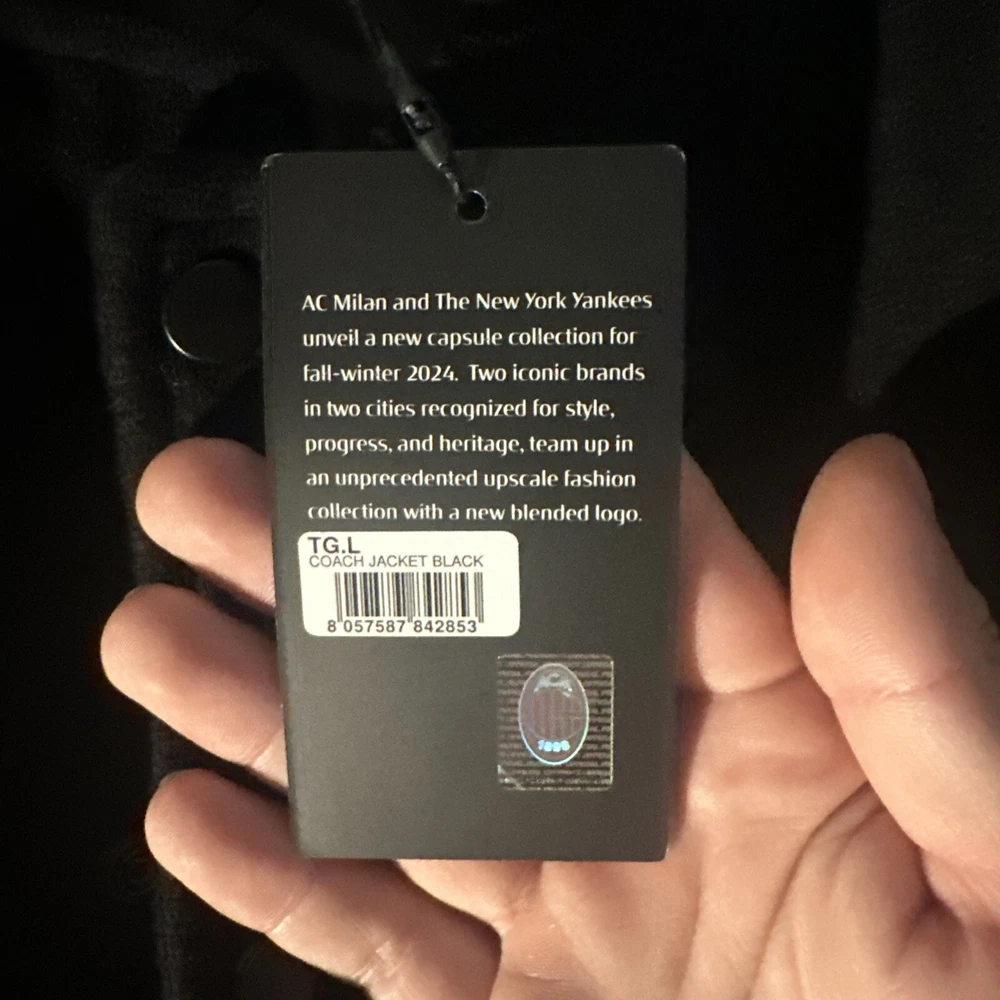 AC Milan and The New York Yankees
unveil a new capsule collection for
fall-winter 2024. Two iconic brands
in two cities recognized for style,
progress, and heritage, team up in
an unprecedented upscale fashion
collection with a new blended logo.
TG.L
COACH JACKET BLACK
8 057587 842853
1899